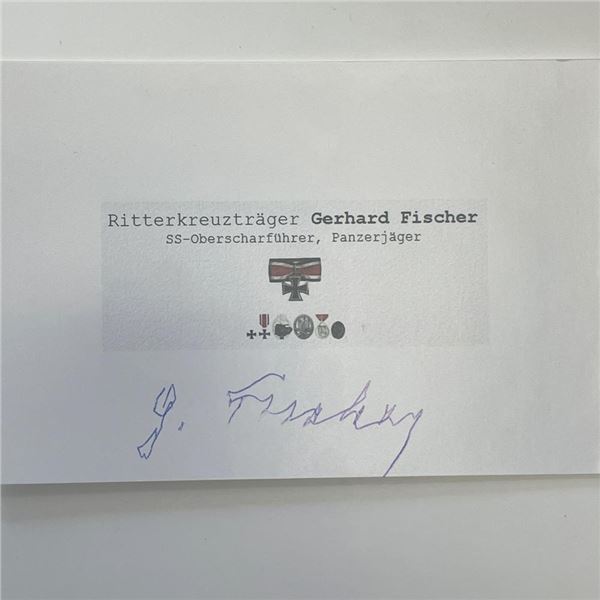 Ritterkreuzträger Gerhard Fischer
SS-Oberscharführer, Panzerjäger
G. Fischer